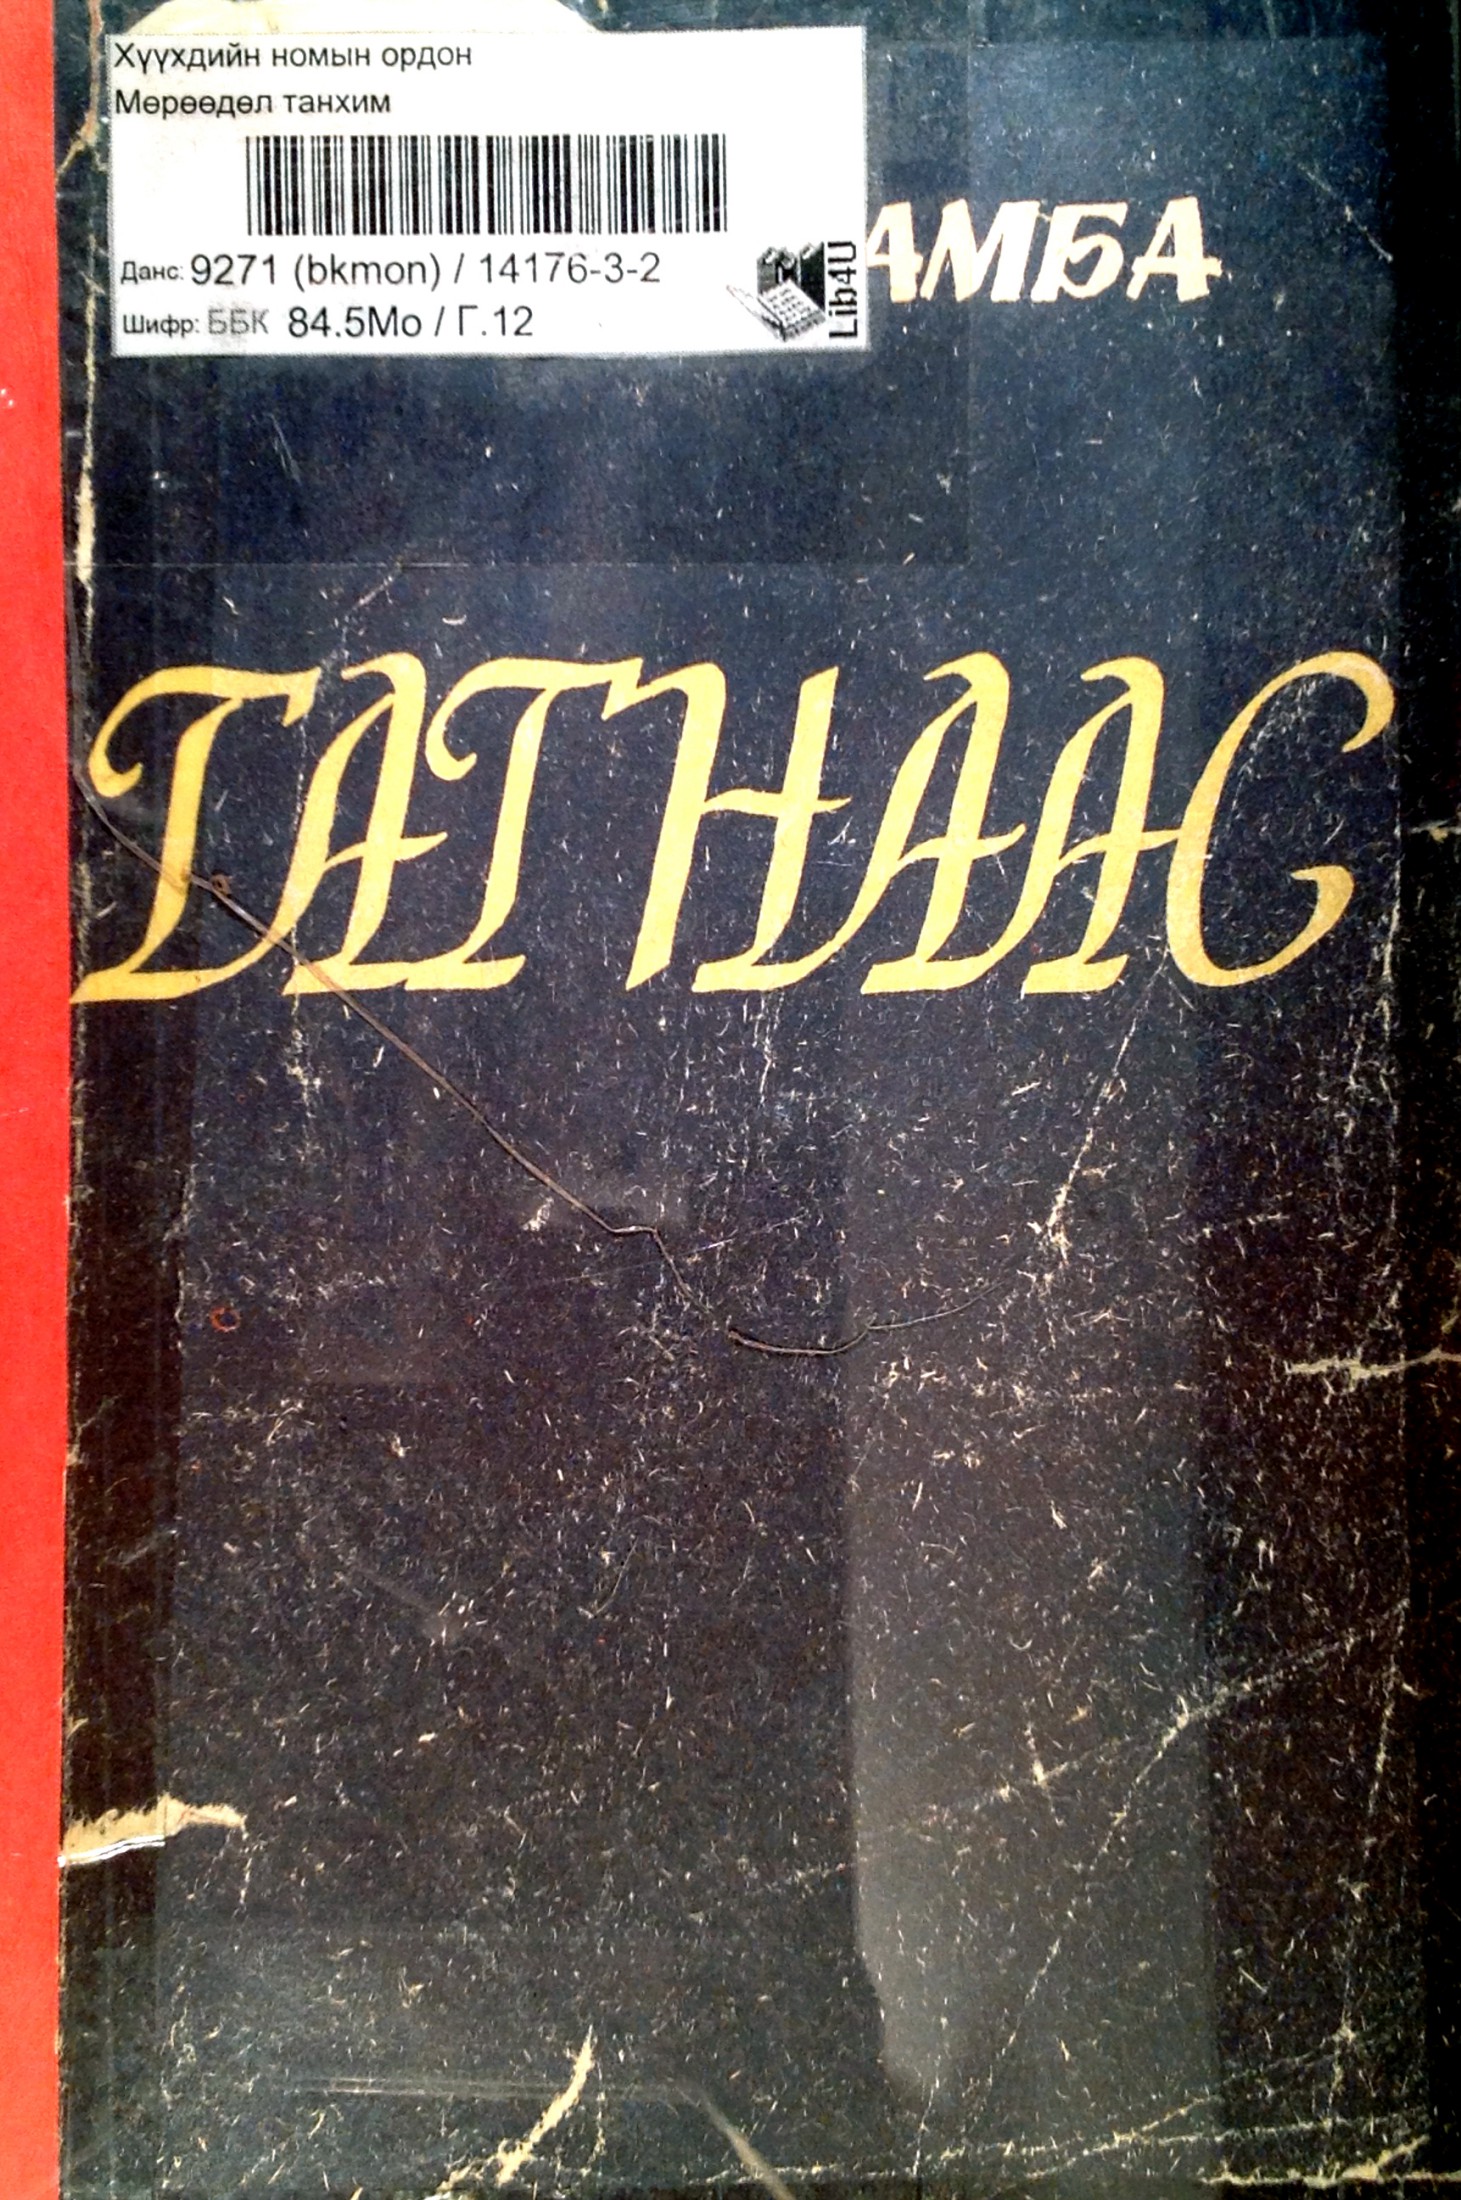 Хүүхдийн номын ордон
Мөрөөдөл танхим
Данс: 9271 (bkmon) / 14176-3-2
Шифр: ББК 84.5Мо / Г.12
Lib4U
АМБА
ТАГНААС